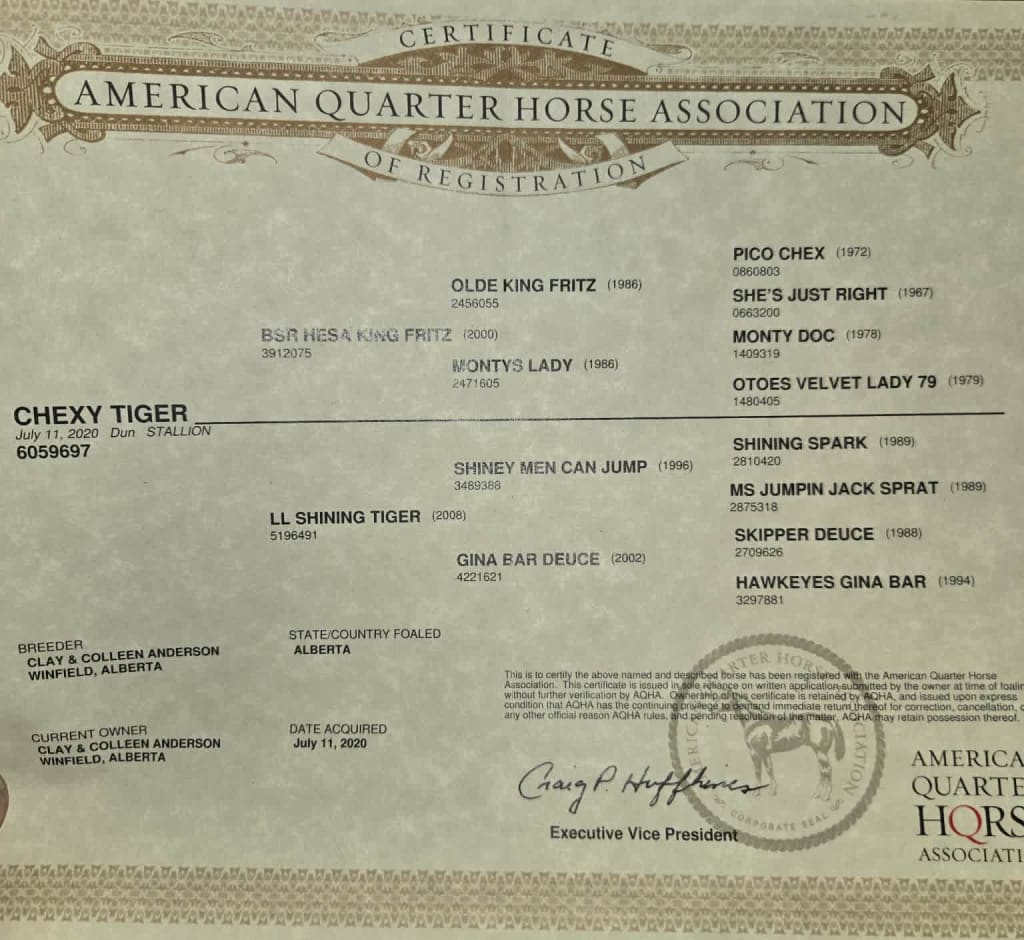 CERTIFICATE
AMERICAN QUARTER HORSE ASSOCIATION
OF REGISTRATION
PICO CHEX (1972)
0860803
OLDE KING FRITZ (1986)
2456055
SHE'S JUST RIGHT (1967)
0663200
BSR HESA KING FRITZ (2000)
3912075
MONTY DOC (1978)
1409319
MONTYS LADY (1986)
2471605
OTOES VELVET LADY 79 (1979)
1480405
CHEXY TIGER
July 11, 2020 Dun STALLION
6059697
SHINING SPARK (1989)
2810420
SHINEY MEN CAN JUMP (1996)
3489388
MS JUMPIN JACK SPRAT (1989)
2875318
LL SHINING TIGER (2008)
5196491
SKIPPER DEUCE (1988)
2709626
GINA BAR DEUCE (2002)
4221621
HAWKEYES GINA BAR (1994)
3297881
BREEDER
CLAY & COLLEEN ANDERSON
WINFIELD, ALBERTA
STATE/COUNTRY FOALED
ALBERTA
CURRENT OWNER
CLAY & COLLEEN ANDERSON
WINFIELD, ALBERTA
DATE ACQUIRED
July 11, 2020
This is to certify the above named and described horse has been registered with the American Quarter Horse
Association. This certificate is issued in sole reliance on written application submitted by the owner at time of foalin
without further verification by AQHA. Ownership of this certificate is retained by AQHA, and issued upon express
condition that AQHA has the continuing privilege to demand immediate return thereof for correction, cancellation, o
any other official reason AQHA rules, and pending resolution of the matter, AQHA may retain possession thereof.
Craig P. Huffhines
Executive Vice President
CORPORATE SEAL
AMERICA
QUARTE
HQRS
ASSOCIATI